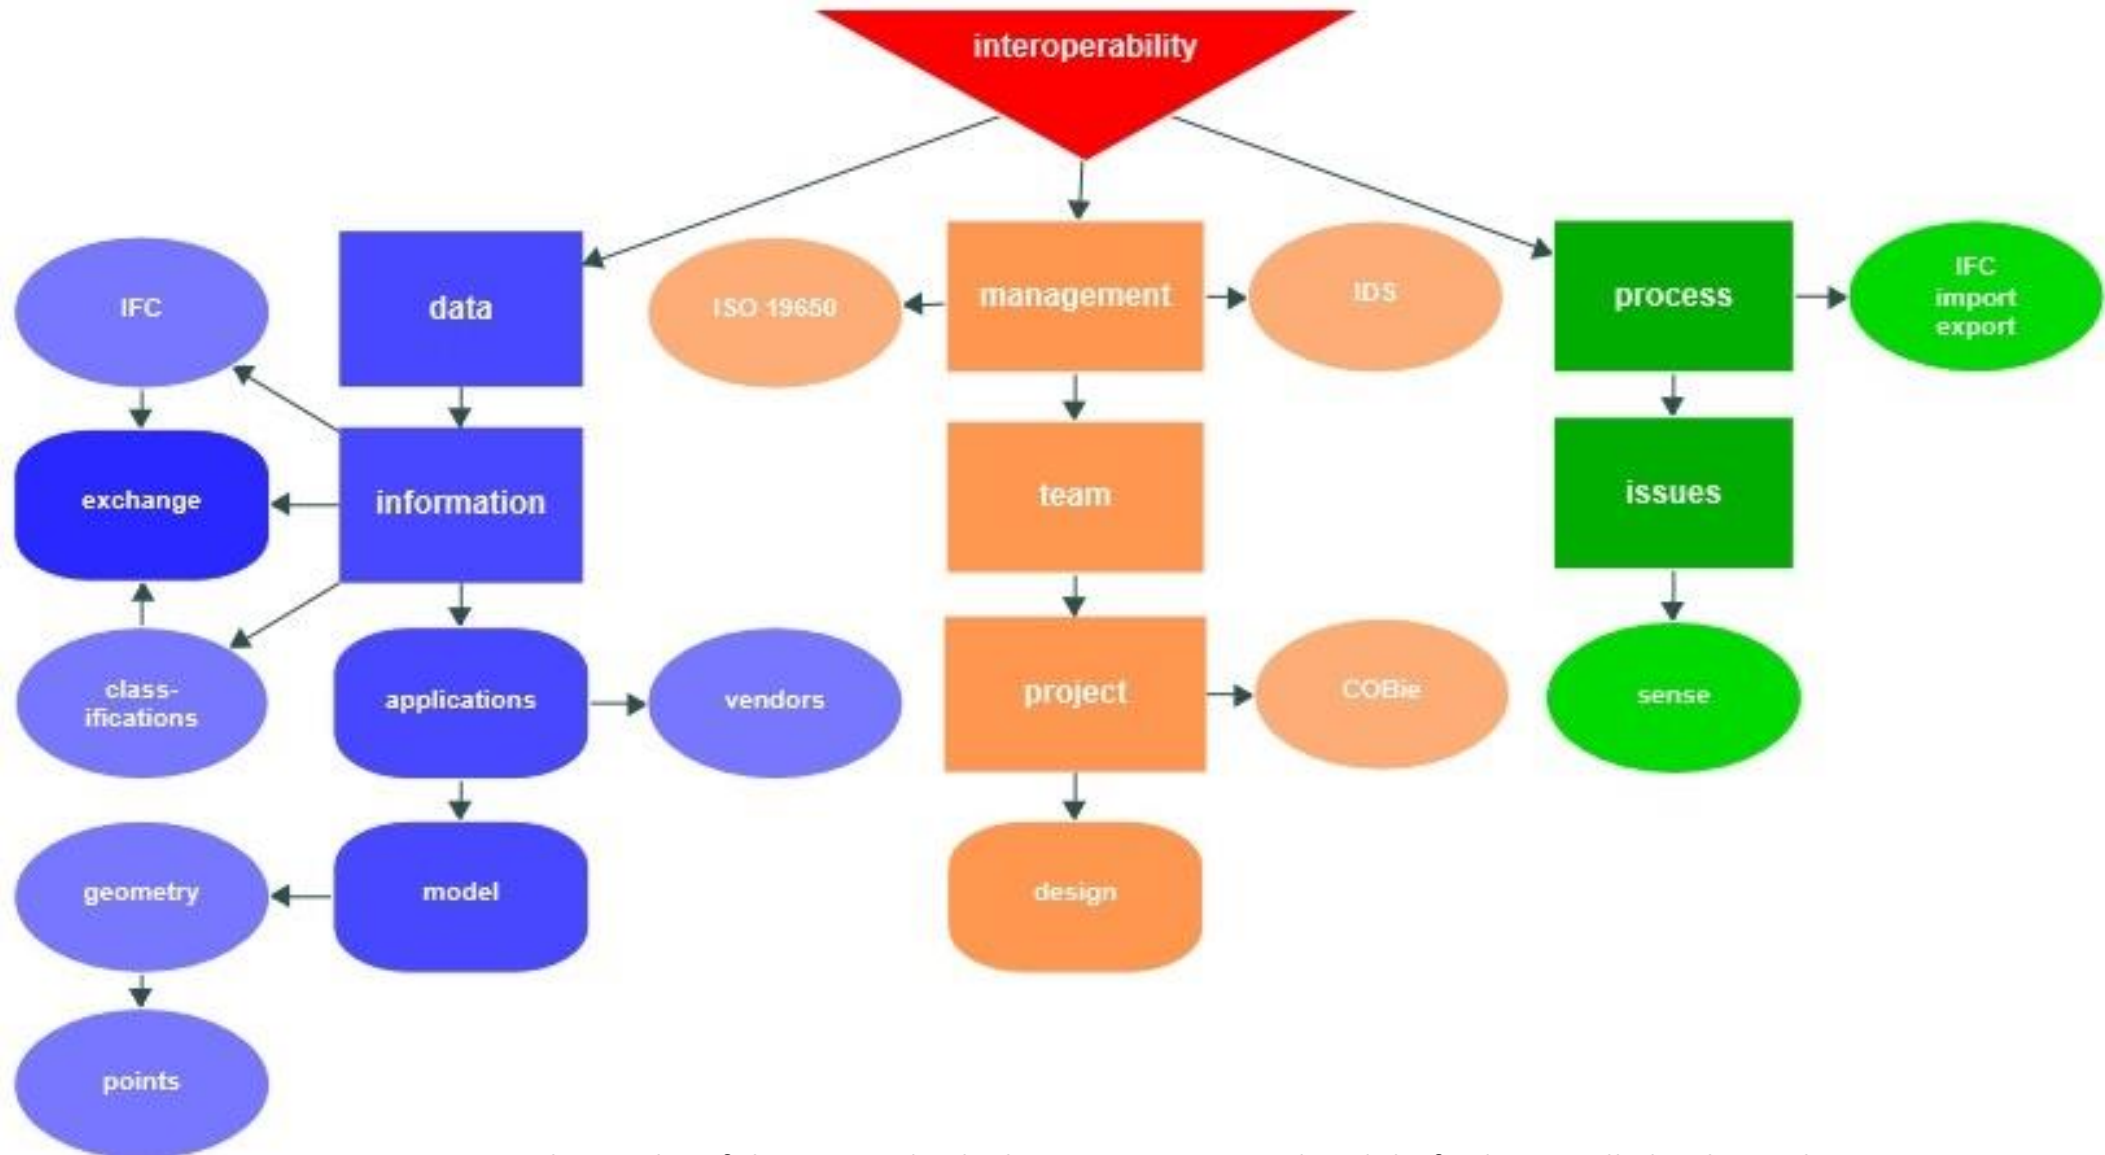 interoperability
IFC
data
ISO 19650
management
IDS
process
IFC
import
export
exchange
information
team
issues
class-
ifications
applications
vendors
project
COBie
sense
geometry
model
design
points